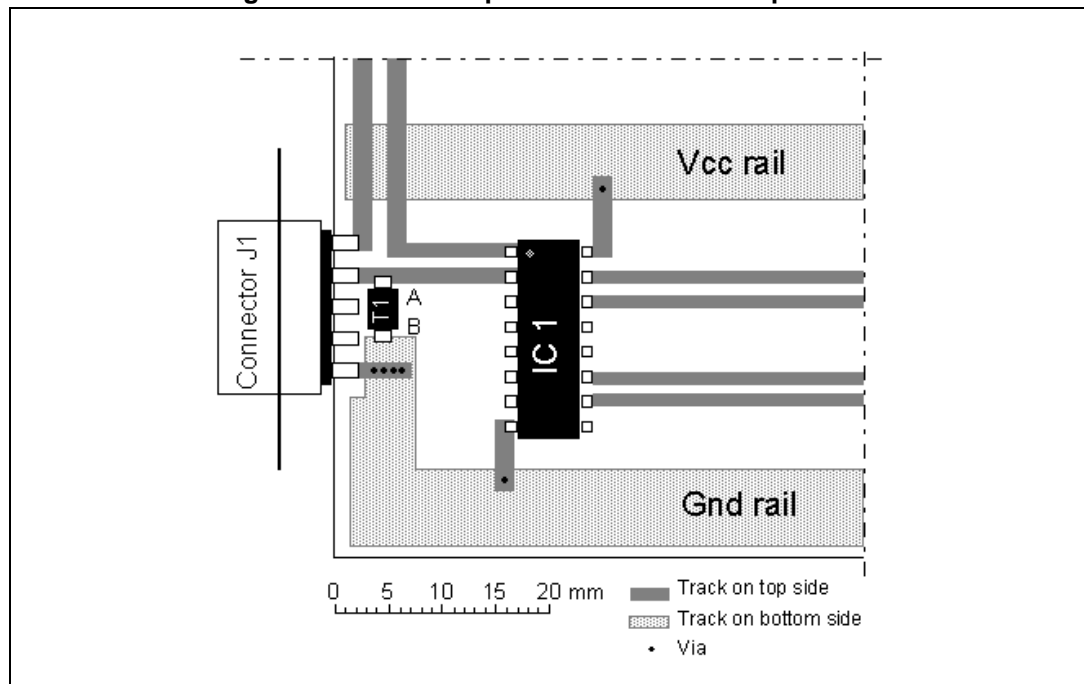 Vcc rail
Connector J1
T1
A
B
IC 1
Gnd rail
0 5 10 15 20 mm
Track on top side
Track on bottom side
Via